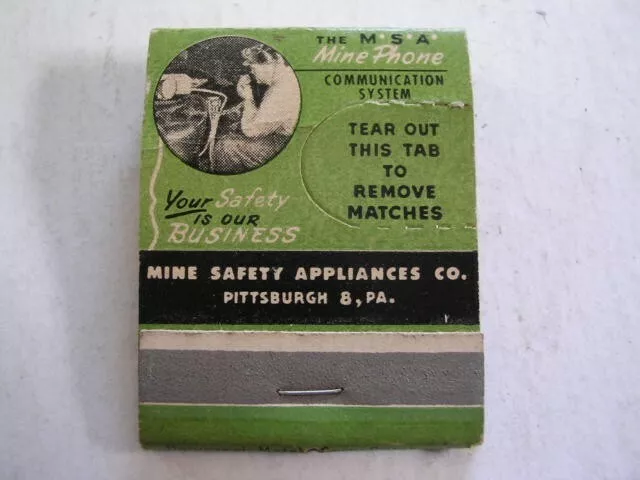 THE M·S·A
Mine Phone
COMMUNICATION
SYSTEM
TEAR OUT
THIS TAB
TO
REMOVE
MATCHES
Your Safety
IS OUR
BUSINESS
MINE SAFETY APPLIANCES CO.
PITTSBURGH 8, PA.